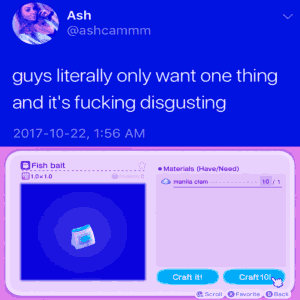 Ash
@ashcammm
guys literally only want one thing
and it's fucking disgusting
2017-10-22, 1:56 AM
Fish bait
1.0×1.0
Materials (Have/Need)
manila clam 10 / 1
Craft It!
Scroll Favorite Back